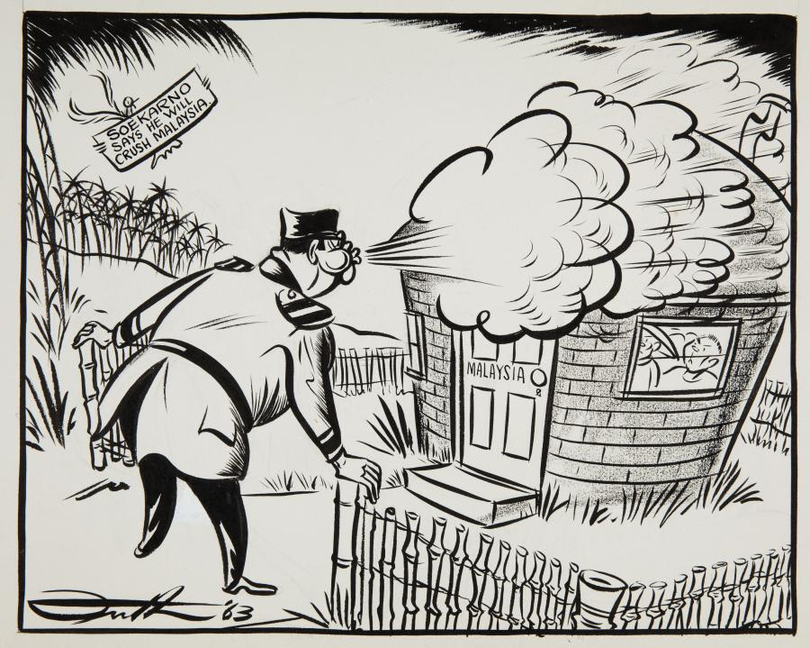 SOEKARNO
SAYS HE WILL
CRUSH MALAYSIA.
MALAYSIA
'63